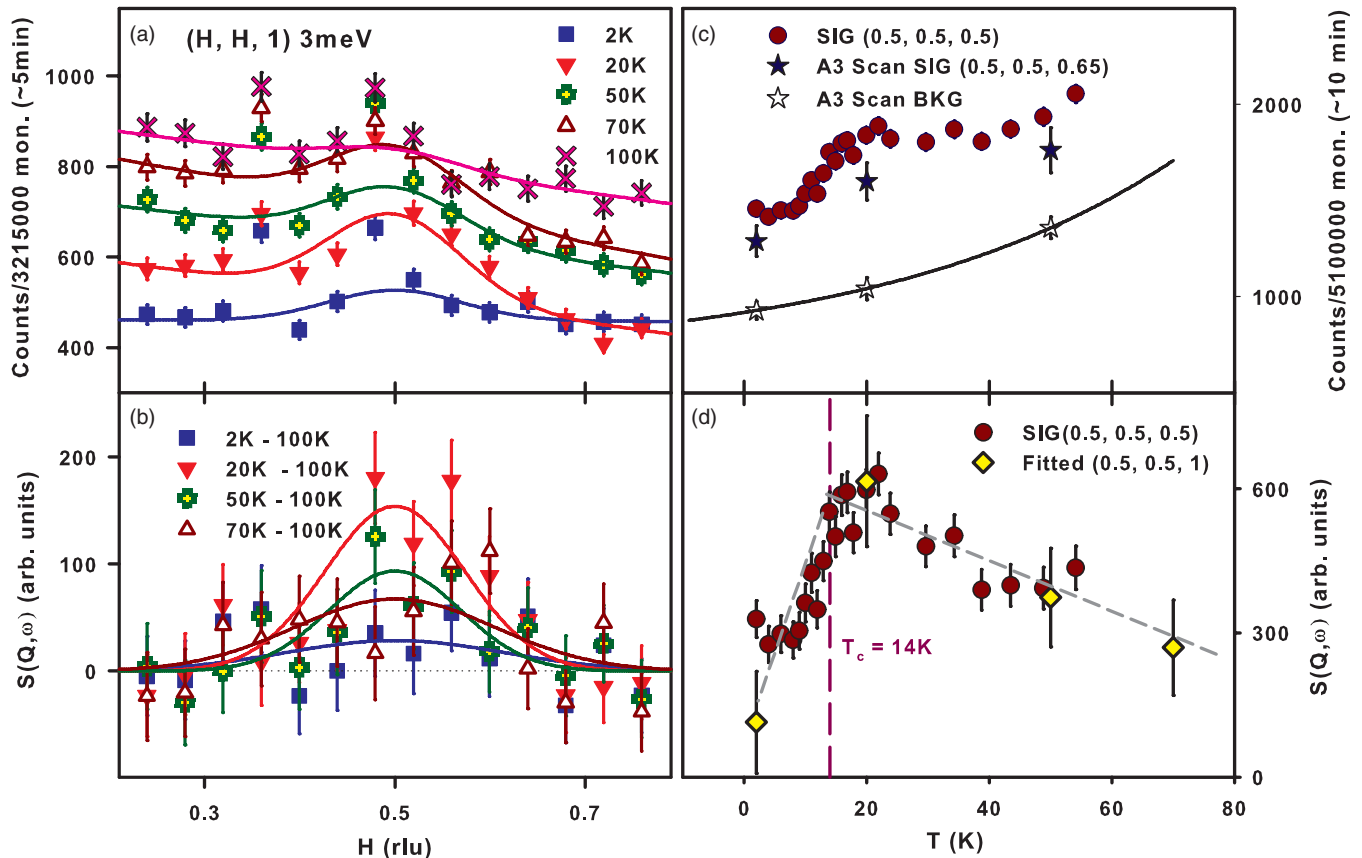 (a)
(H, H, 1) 3meV
2K
20K
50K
70K
100K
Counts/3215000 mon. (~5min)
1000
800
600
400
(b)
2K - 100K
20K - 100K
50K - 100K
70K - 100K
S(Q,ω) (arb. units)
200
100
0
0.3
0.5
0.7
H (rlu)
(c)
SIG (0.5, 0.5, 0.5)
A3 Scan SIG (0.5, 0.5, 0.65)
A3 Scan BKG
2000
1000
Counts/5100000 mon. (~10 min)
(d)
SIG(0.5, 0.5, 0.5)
Fitted (0.5, 0.5, 1)
Tc = 14K
600
300
0
S(Q,ω) (arb. units)
0
20
40
60
80
T (K)